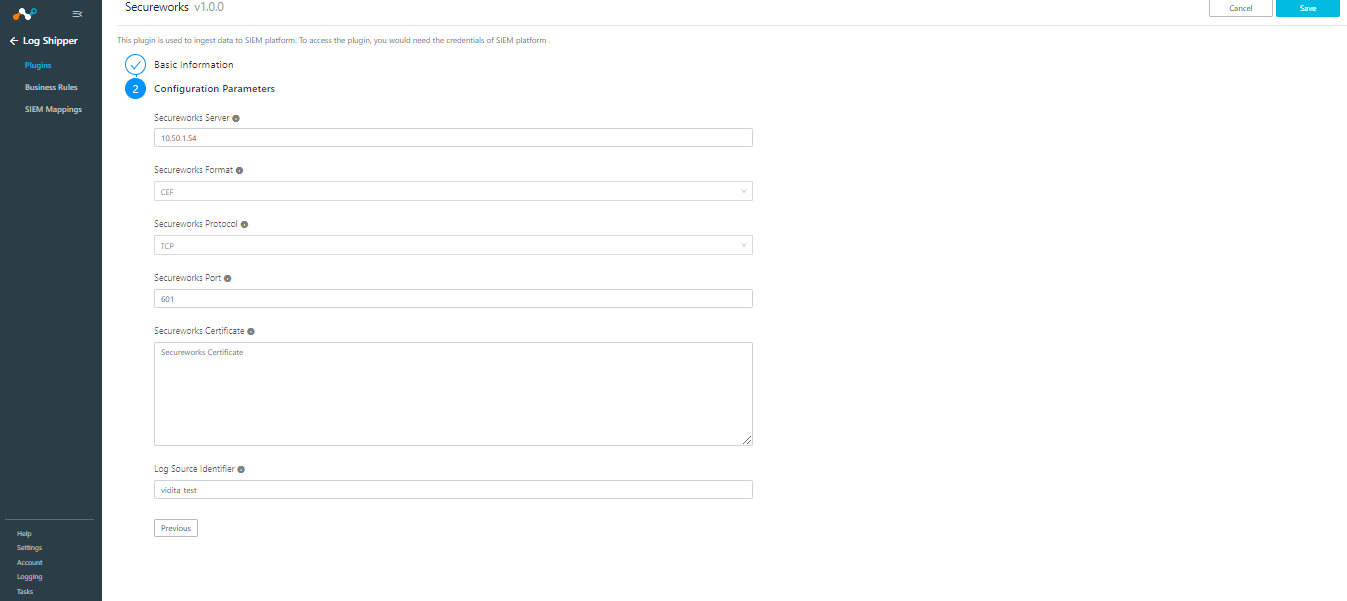 Secureworks v1.0.0
Cancel
Save
Log Shipper
Plugins
Business Rules
SIEM Mappings
This plugin is used to ingest data to SIEM platform. To access the plugin, you would need the credentials of SIEM platform .
Basic Information
2 Configuration Parameters
Secureworks Server
10.50.1.54
Secureworks Format
CEF
Secureworks Protocol
TCP
Secureworks Port
601
Secureworks Certificate
Secureworks Certificate
Log Source Identifier
vidita_test
Previous
Help
Settings
Account
Logging
Tasks